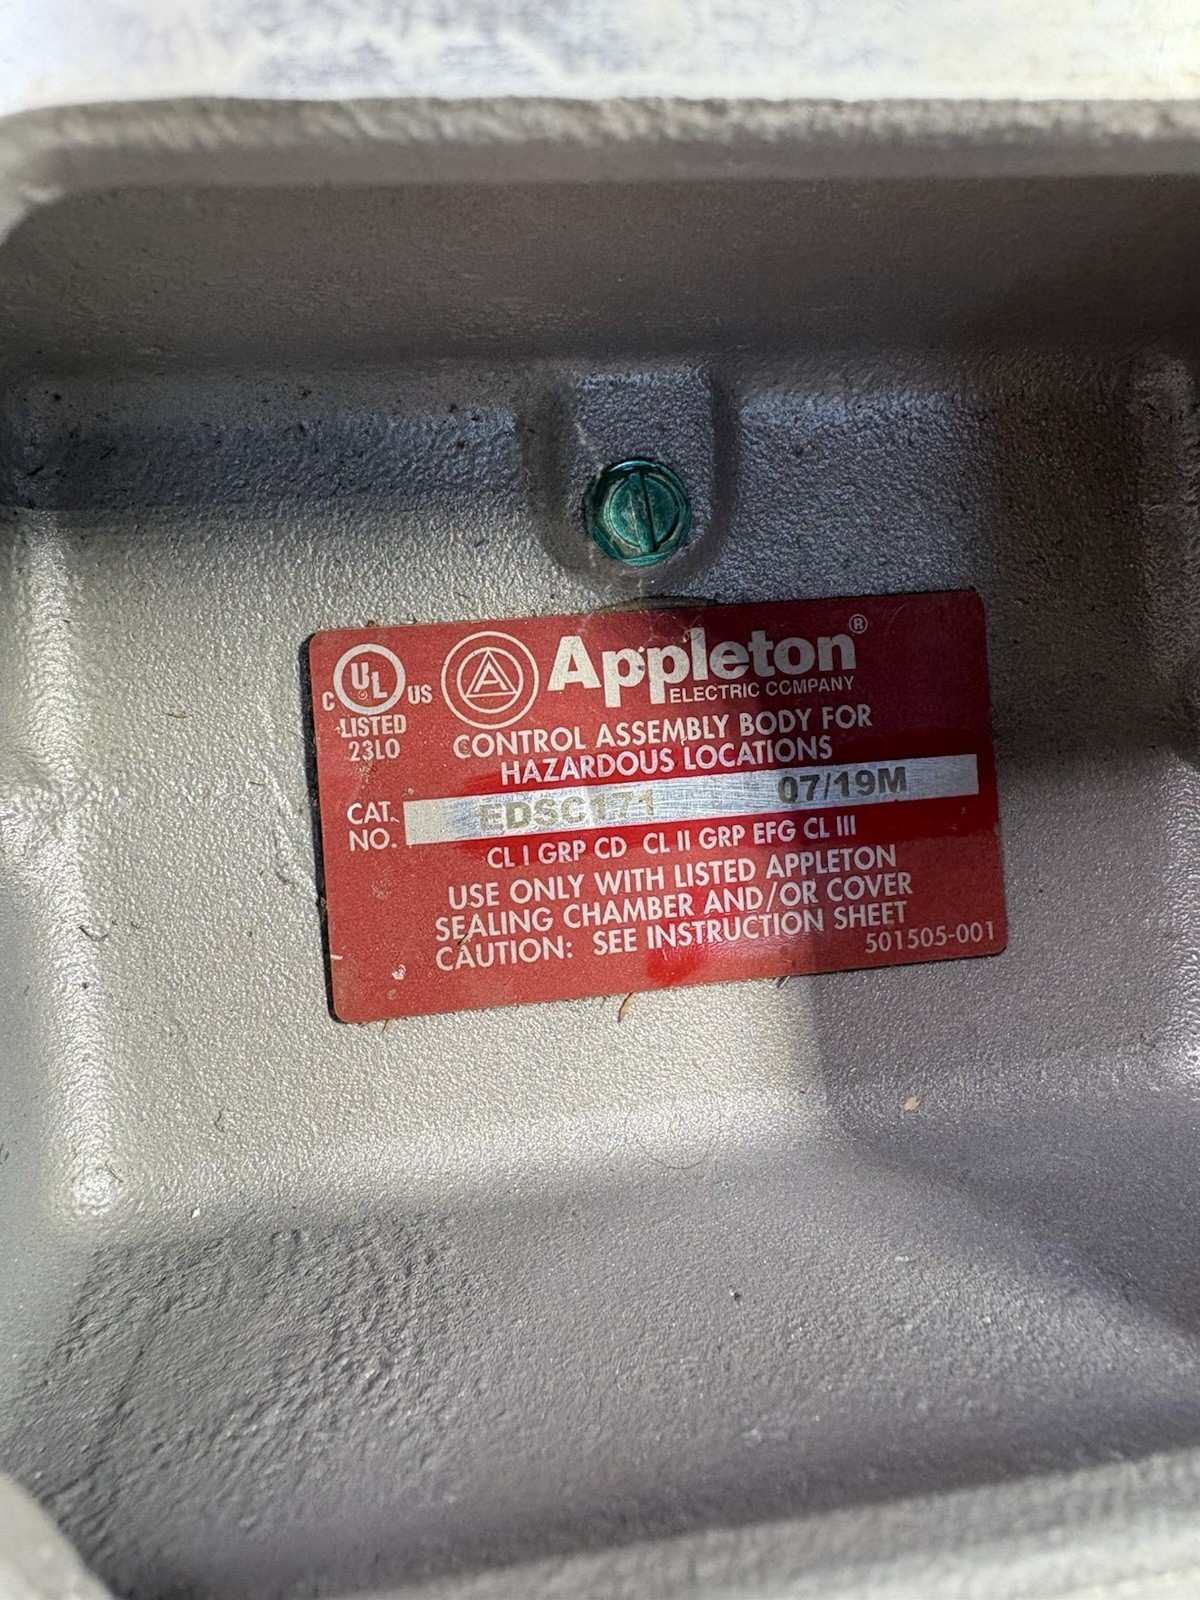 C UL US
LISTED
23L0
A
Appleton®
ELECTRIC COMPANY
CONTROL ASSEMBLY BODY FOR
HAZARDOUS LOCATIONS
CAT. NO. EDSC171 07/19M
CL I GRP CD CL II GRP EFG CL III
USE ONLY WITH LISTED APPLETON
SEALING CHAMBER AND/OR COVER
CAUTION: SEE INSTRUCTION SHEET
501505-001